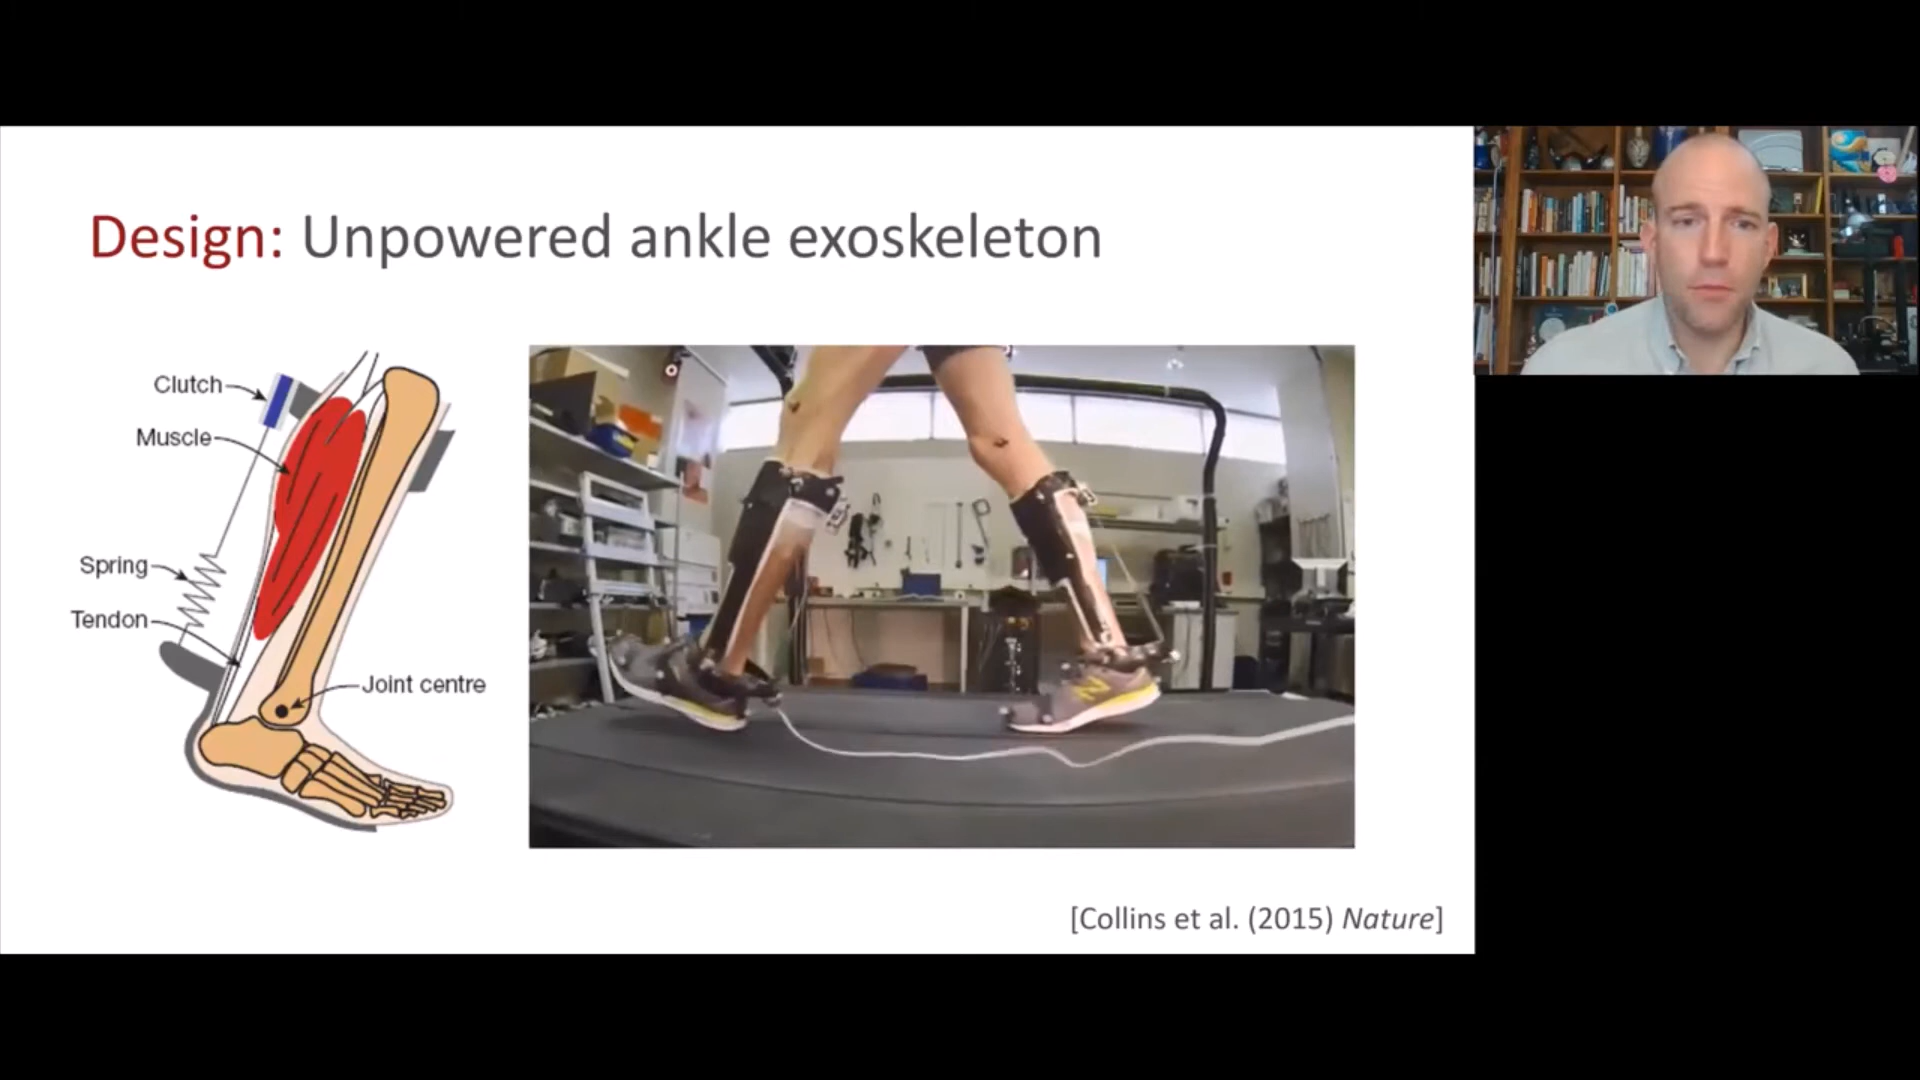 Design: Unpowered ankle exoskeleton
Clutch
Muscle
Spring
Tendon
Joint centre
[Collins et al. (2015) Nature]